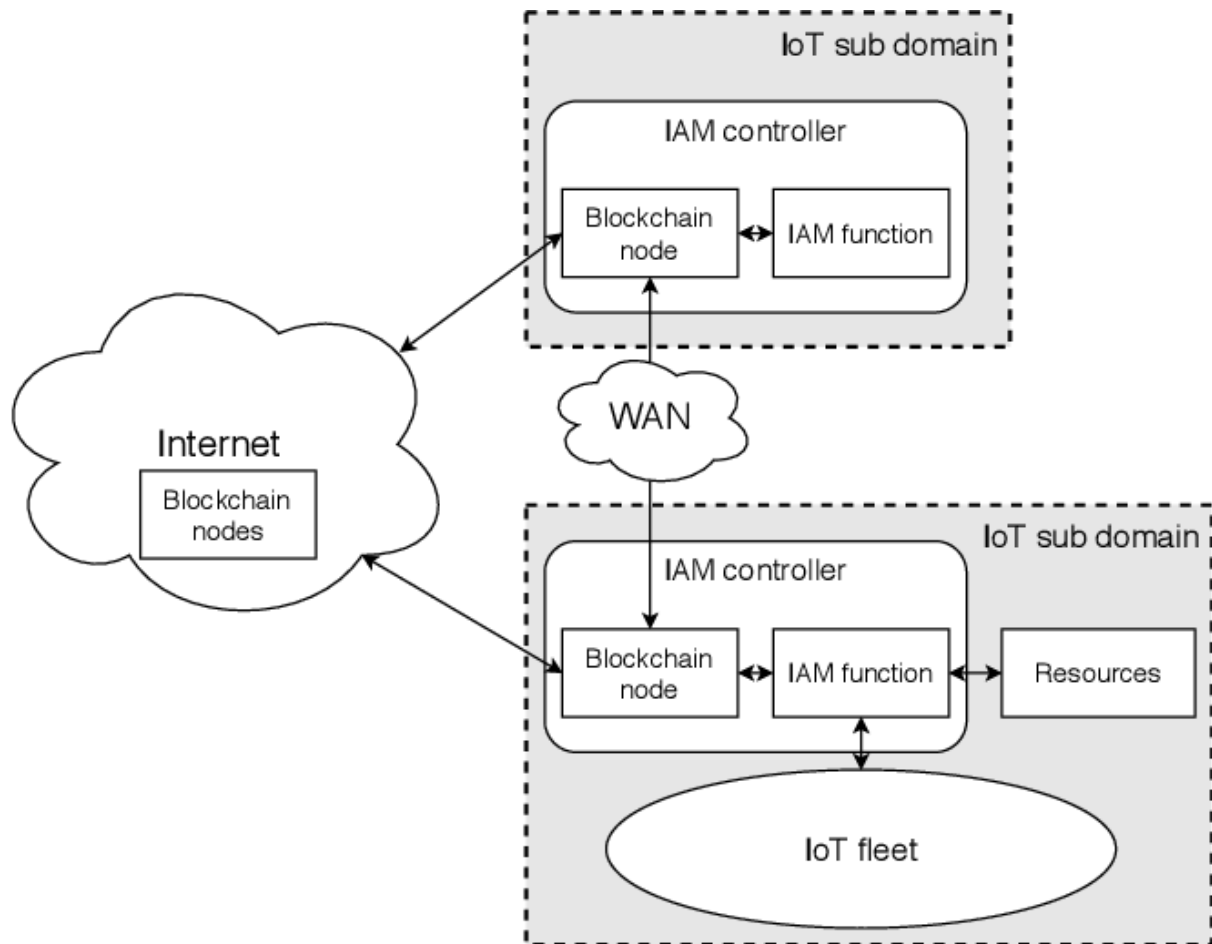 IoT sub domain
IAM controller
Blockchain
node
IAM function
WAN
Internet
Blockchain
nodes
IoT sub domain
IAM controller
Blockchain
node
IAM function
Resources
IoT fleet